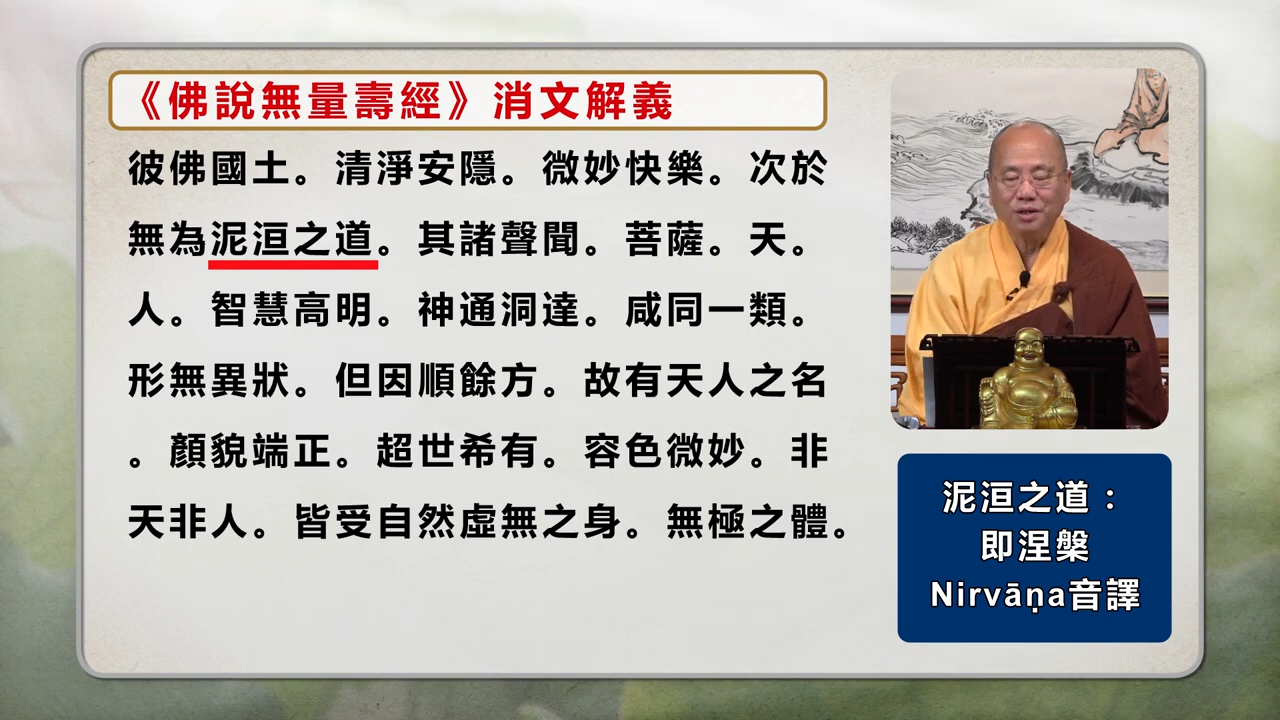 《佛說無量壽經》消文解義
彼佛國土。清淨安隱。微妙快樂。次於
無為泥洹之道。其諸聲聞。菩薩。天。
人。智慧高明。神通洞達。咸同一類。
形無異狀。但因順餘方。故有天人之名
。顏貌端正。超世希有。容色微妙。非
天非人。皆受自然虛無之身。無極之體。
泥洹之道：
即涅槃
Nirvāṇa音譯